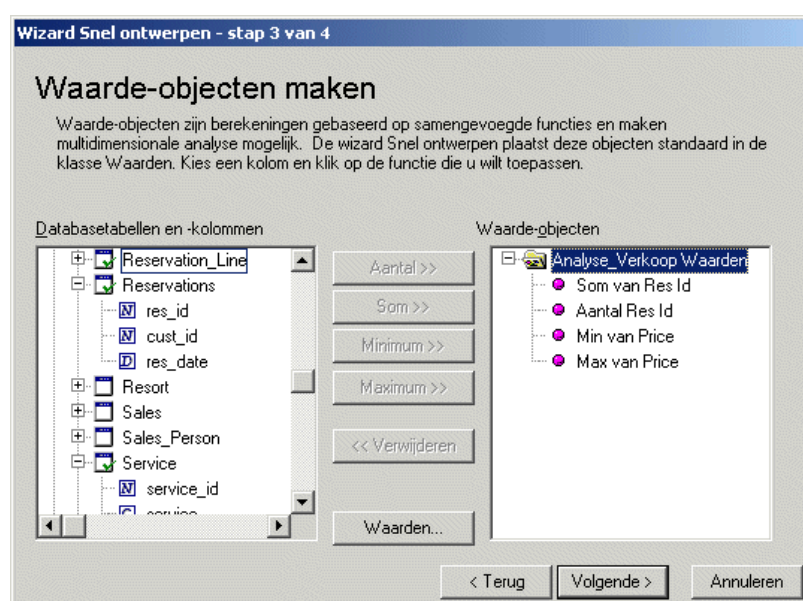 Wizard Snel ontwerpen - stap 3 van 4
Waarde-objecten maken
Waarde-objecten zijn berekeningen gebaseerd op samengevoegde functies en maken
multidimensionale analyse mogelijk. De wizard Snel ontwerpen plaatst deze objecten standaard in de
klasse Waarden. Kies een kolom en klik op de functie die u wilt toepassen.
Databasetabellen en -kolommen
Reservation_Line
Reservations
N res_id
N cust_id
D res_date
Resort
Sales
Sales_Person
Service
N service_id
C service
Aantal >>
Som >>
Minimum >>
Maximum >>
<< Verwijderen
Waarden...
Waarde-objecten
Analyse_Verkoop Waarden
Som van Res Id
Aantal Res Id
Min van Price
Max van Price
< Terug
Volgende >
Annuleren